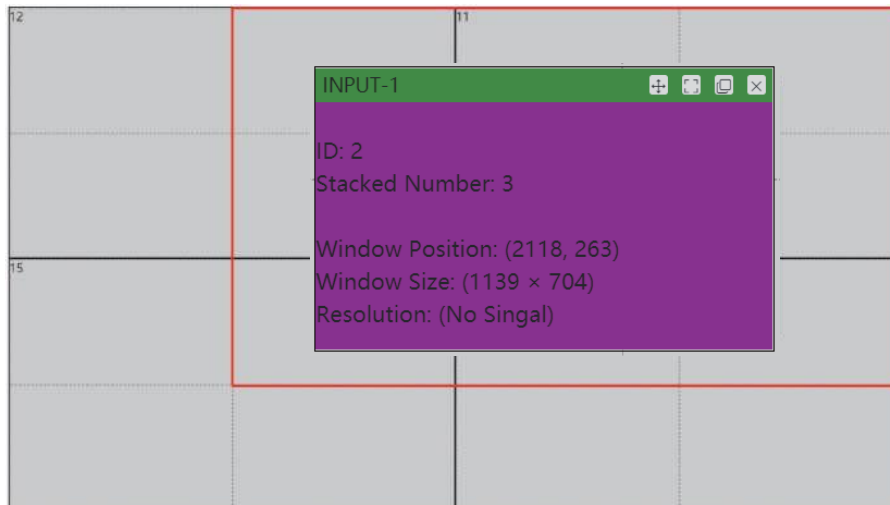 12
11
INPUT-1
ID: 2
Stacked Number: 3
Window Position: (2118, 263)
Window Size: (1139 × 704)
15
Resolution: (No Singal)